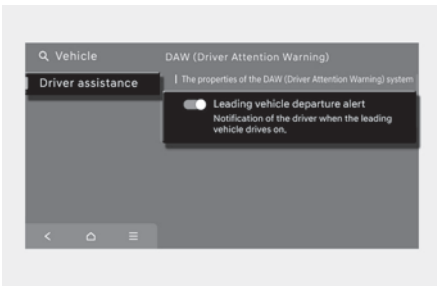 Vehicle
DAW (Driver Attention Warning)
Driver assistance
The properties of the DAW (Driver Attention Warning) system
Leading vehicle departure alert
Notification of the driver when the leading
vehicle drives on,